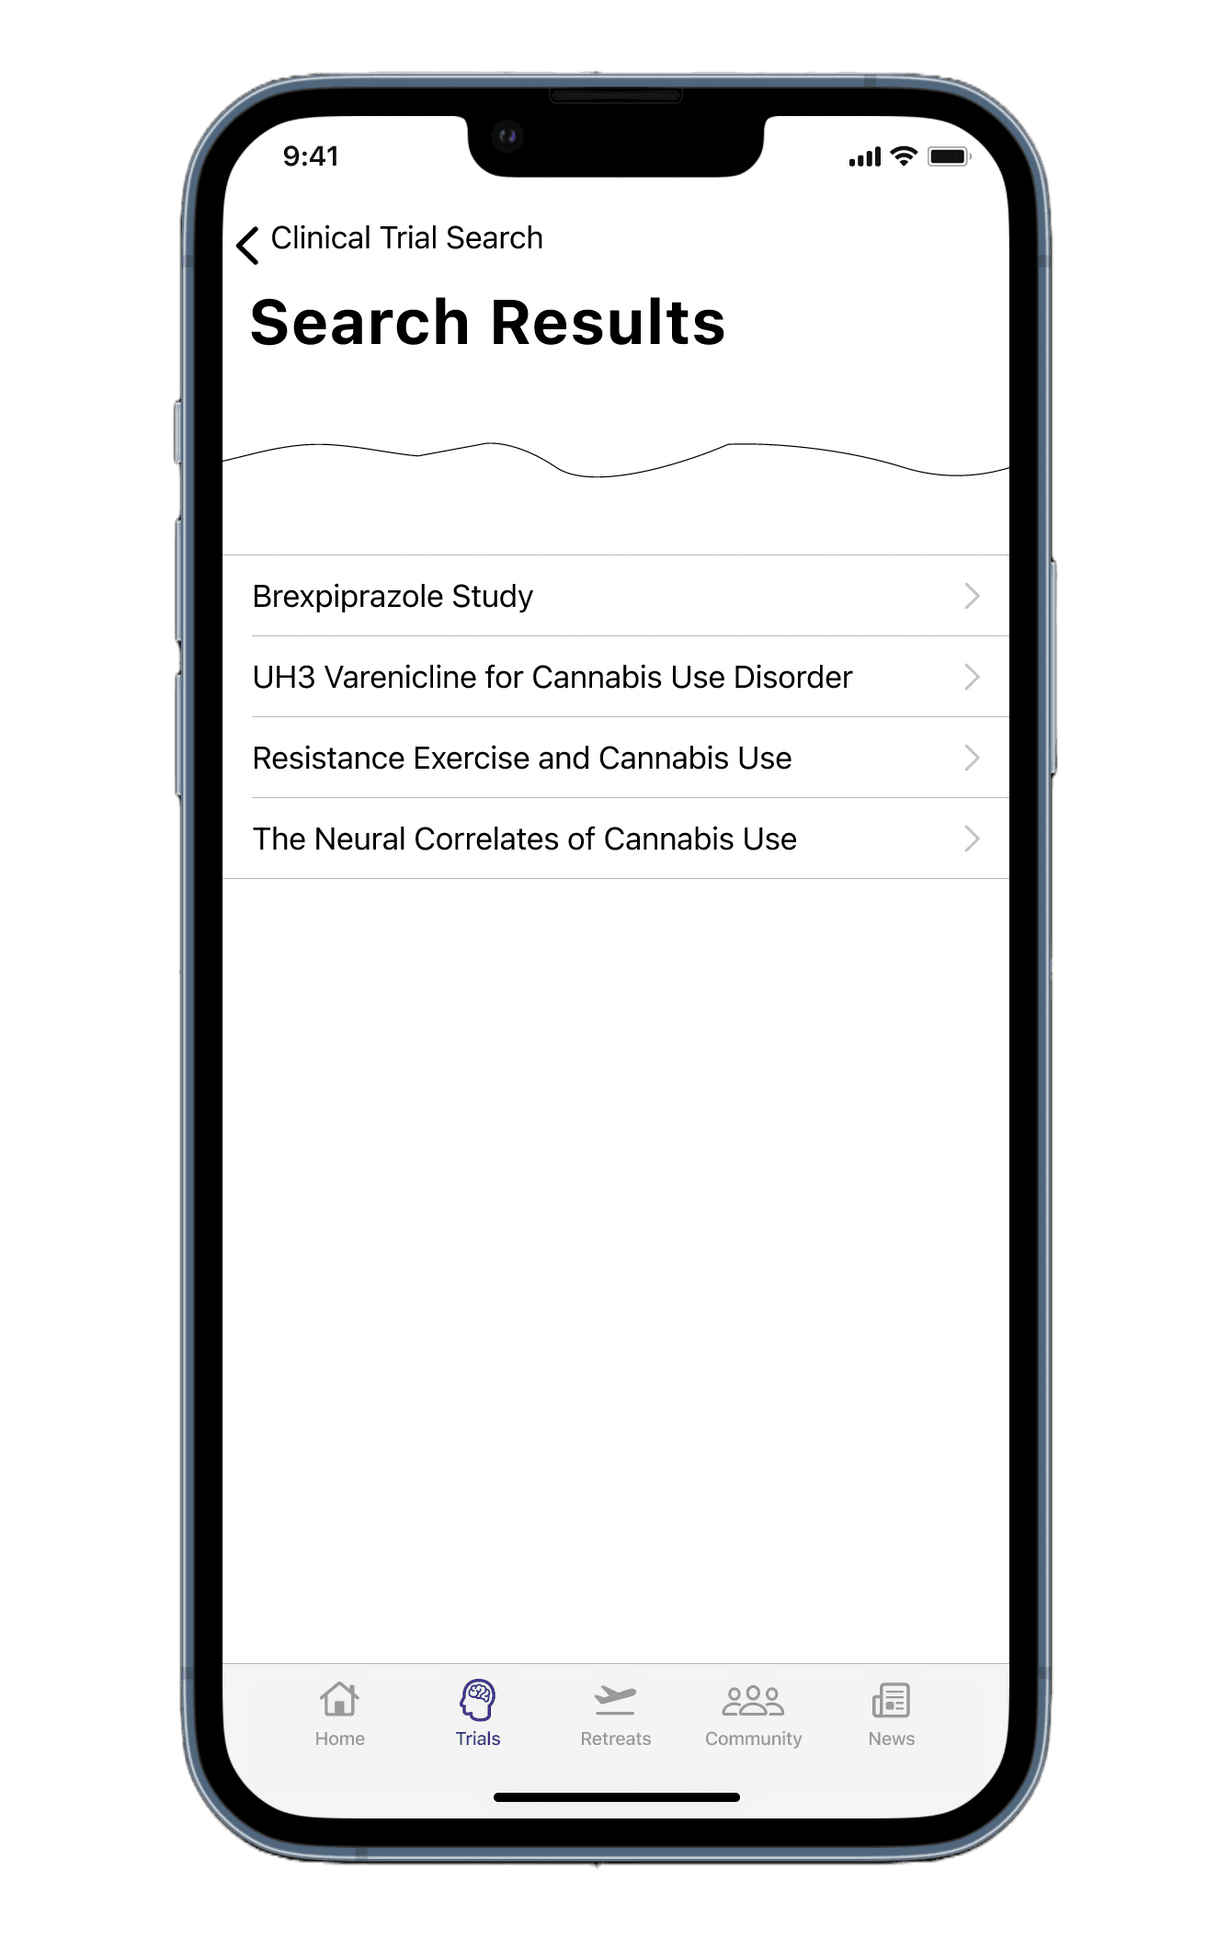 9:41
Clinical Trial Search
Search Results
Brexpiprazole Study
UH3 Varenicline for Cannabis Use Disorder
Resistance Exercise and Cannabis Use
The Neural Correlates of Cannabis Use
Home Trials Retreats Community News